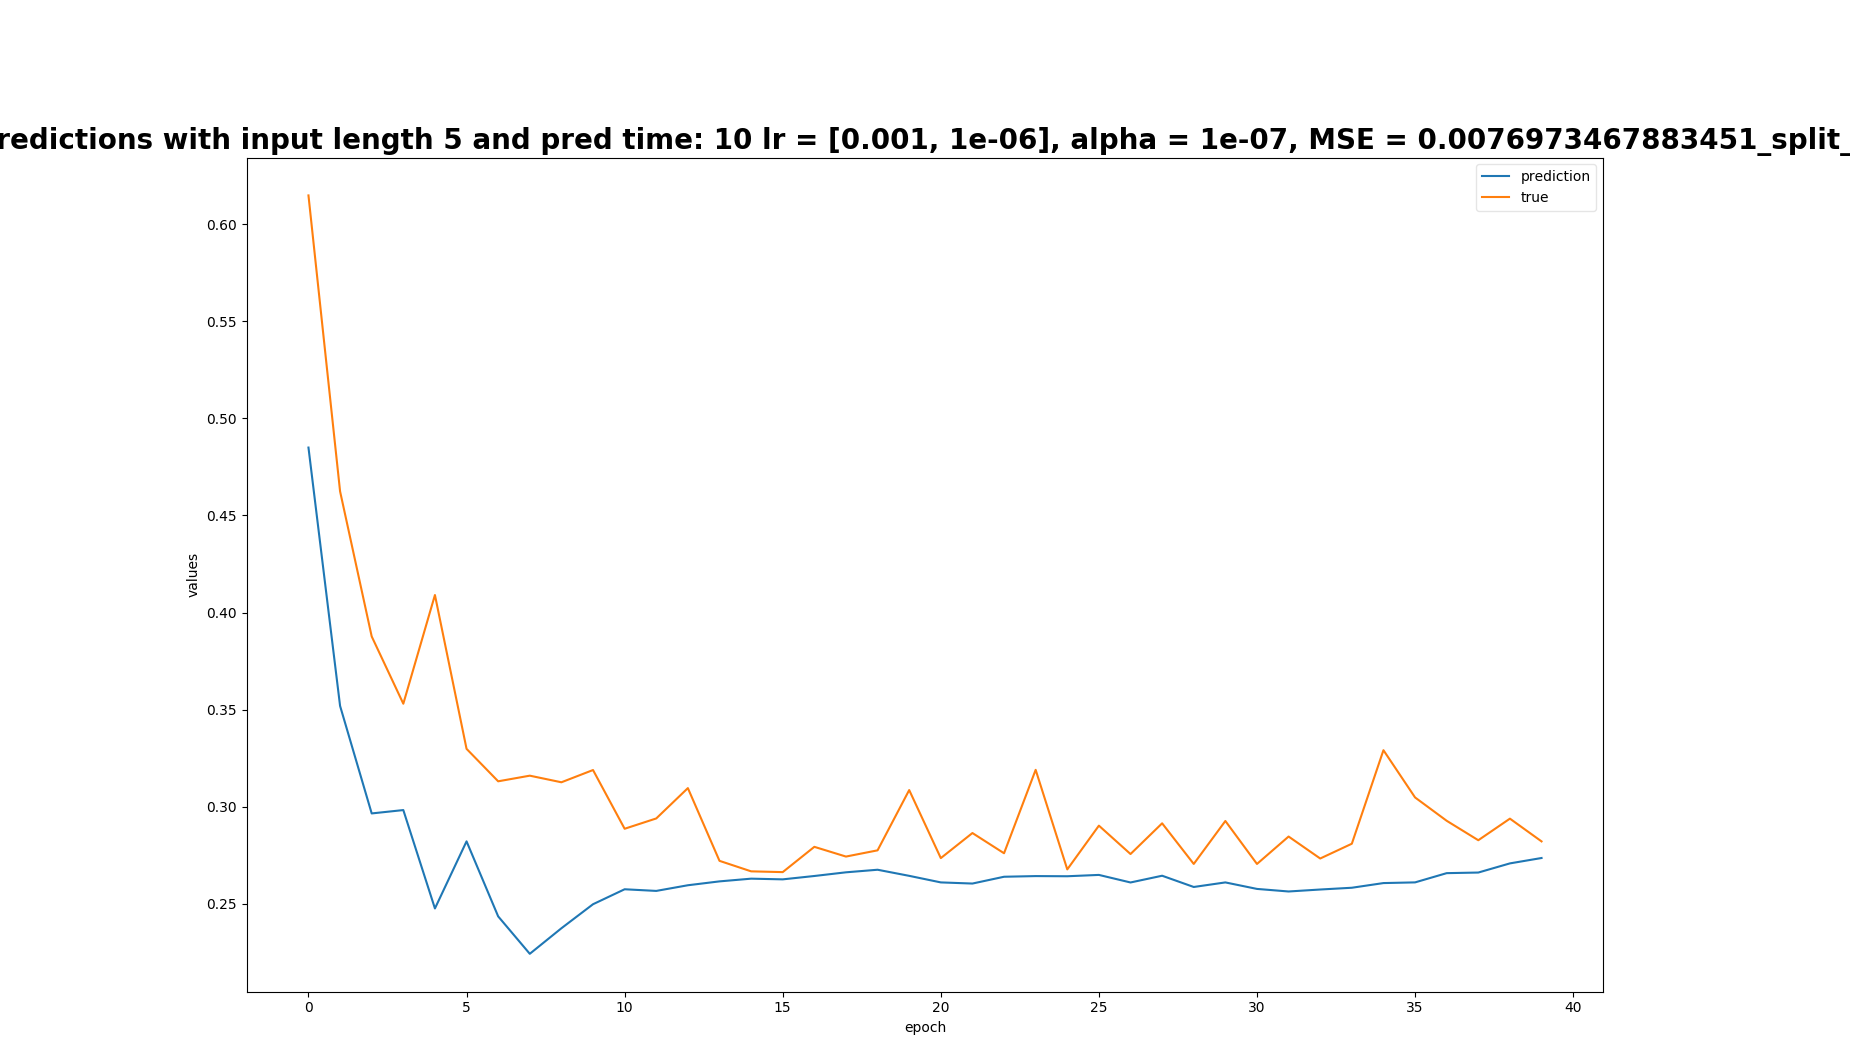 redictions with input length 5 and pred time: 10 lr = [0.001, 1e-06], alpha = 1e-07, MSE = 0.0076973467883451_split_
prediction
true
0.60
0.55
0.50
0.45
0.40
0.35
0.30
0.25
values
0 5 10 15 20 25 30 35 40
epoch